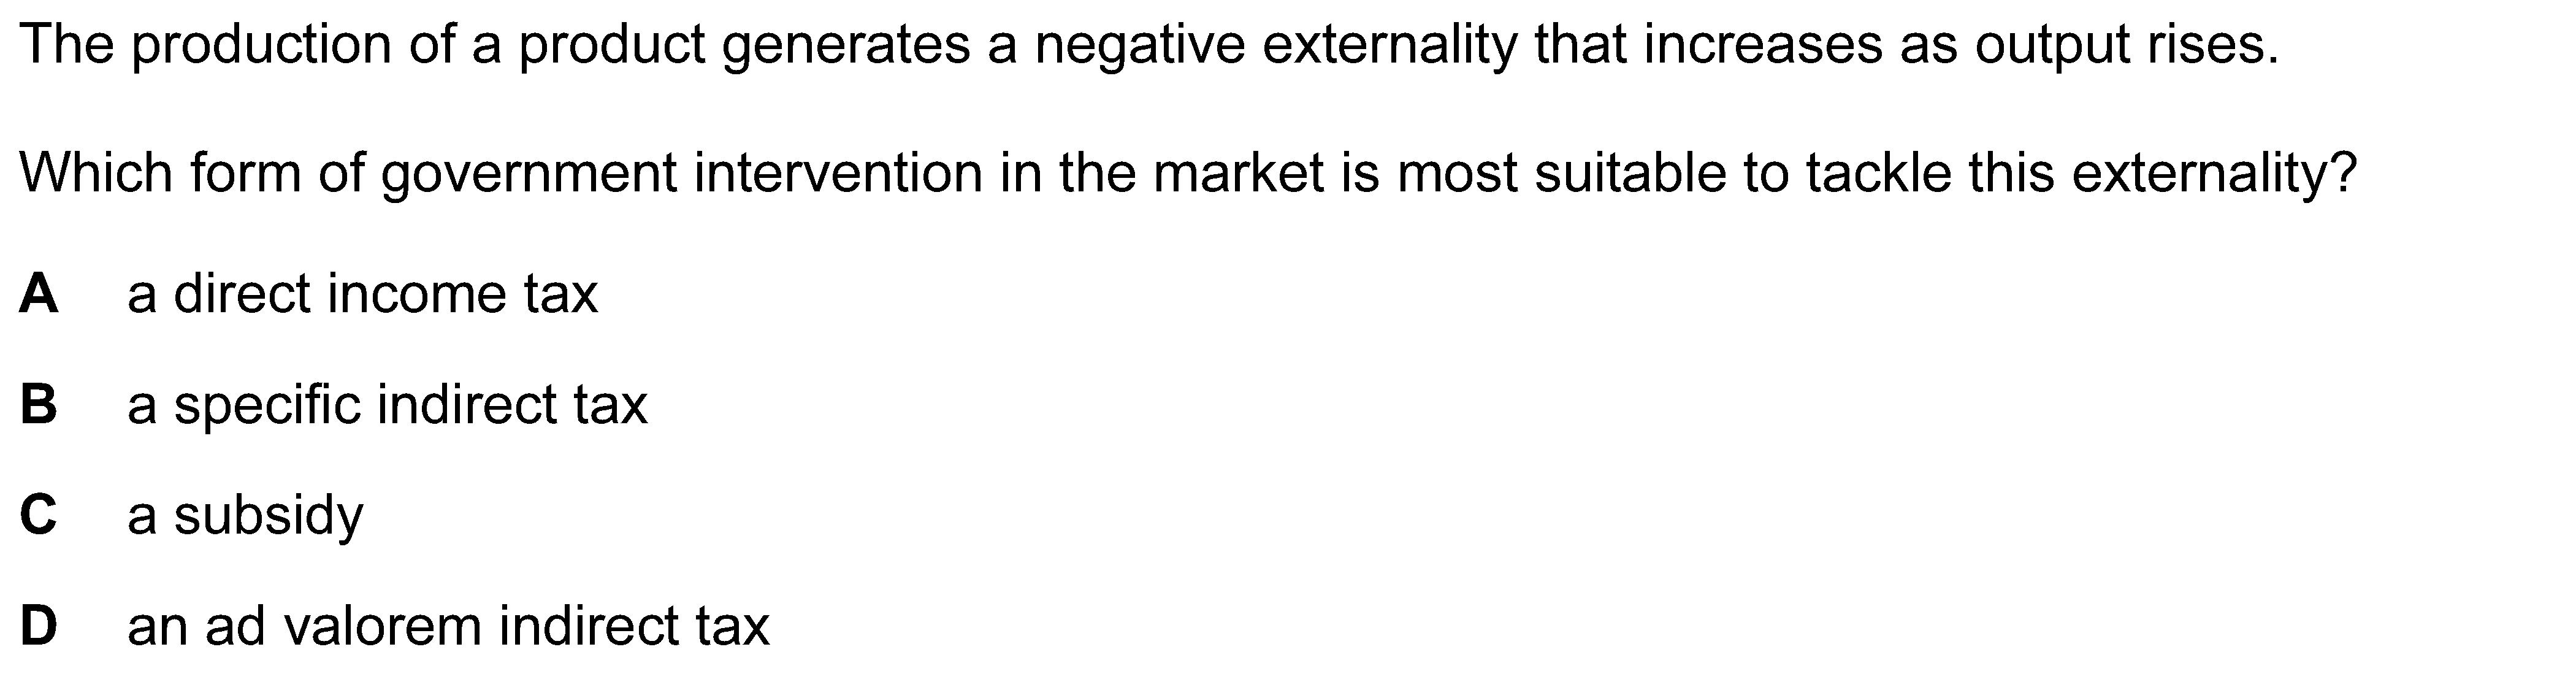 The production of a product generates a negative externality that increases as output rises.
Which form of government intervention in the market is most suitable to tackle this externality?
A a direct income tax
B a specific indirect tax
C a subsidy
D an ad valorem indirect tax